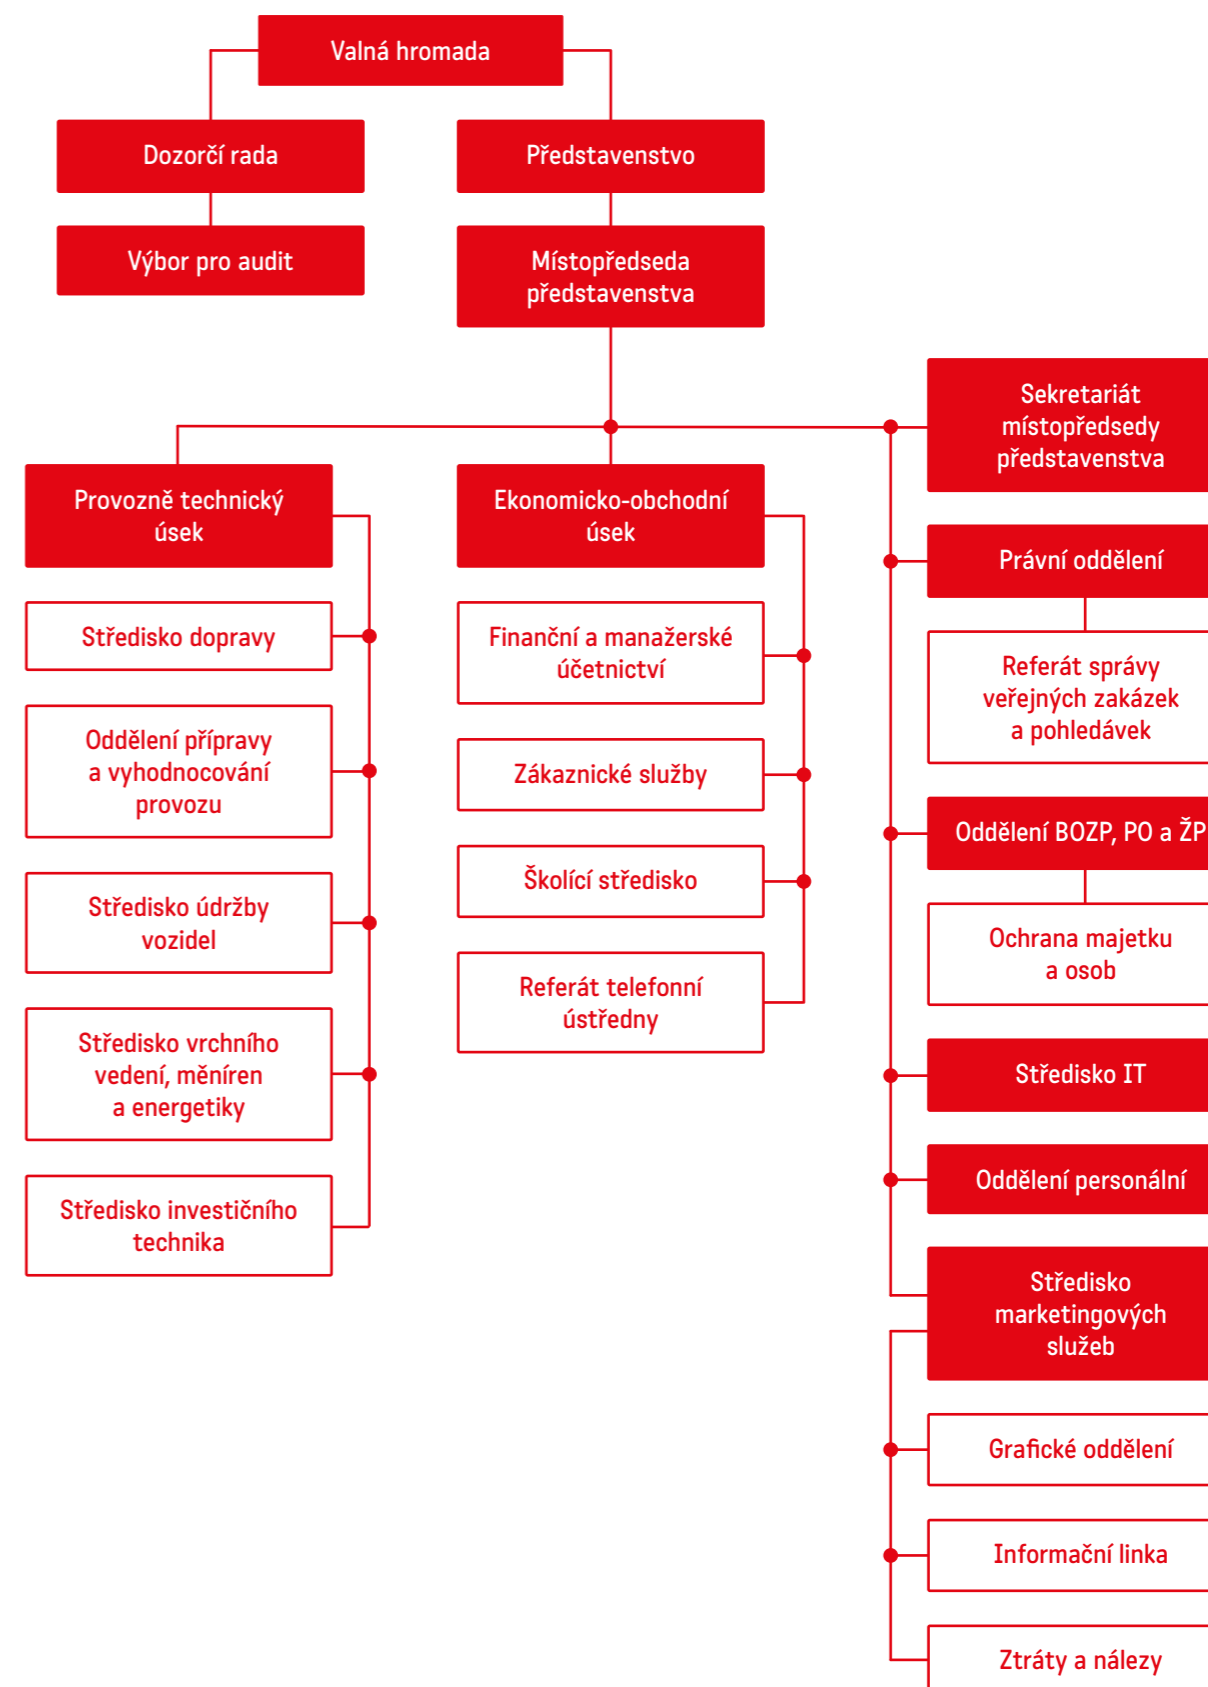 Valná hromada
Dozorčí rada
Představenstvo
Výbor pro audit
Místopředseda
představenstva
Sekretariát
místopředsedy
představenstva
Provozně technický
úsek
Středisko dopravy
Oddělení přípravy
a vyhodnocování
provozu
Středisko údržby
vozidel
Středisko vrchního
vedení, měníren
a energetiky
Středisko investičního
technika
Ekonomicko-obchodní
úsek
Finanční a manažerské
účetnictví
Zákaznické služby
Školící středisko
Referát telefonní
ústředny
Právní oddělení
Referát správy
veřejných zakázek
a pohledávek
Oddělení BOZP, PO a ŽP
Ochrana majetku
a osob
Středisko IT
Oddělení personální
Středisko
marketingových
služeb
Grafické oddělení
Informační linka
Ztráty a nálezy